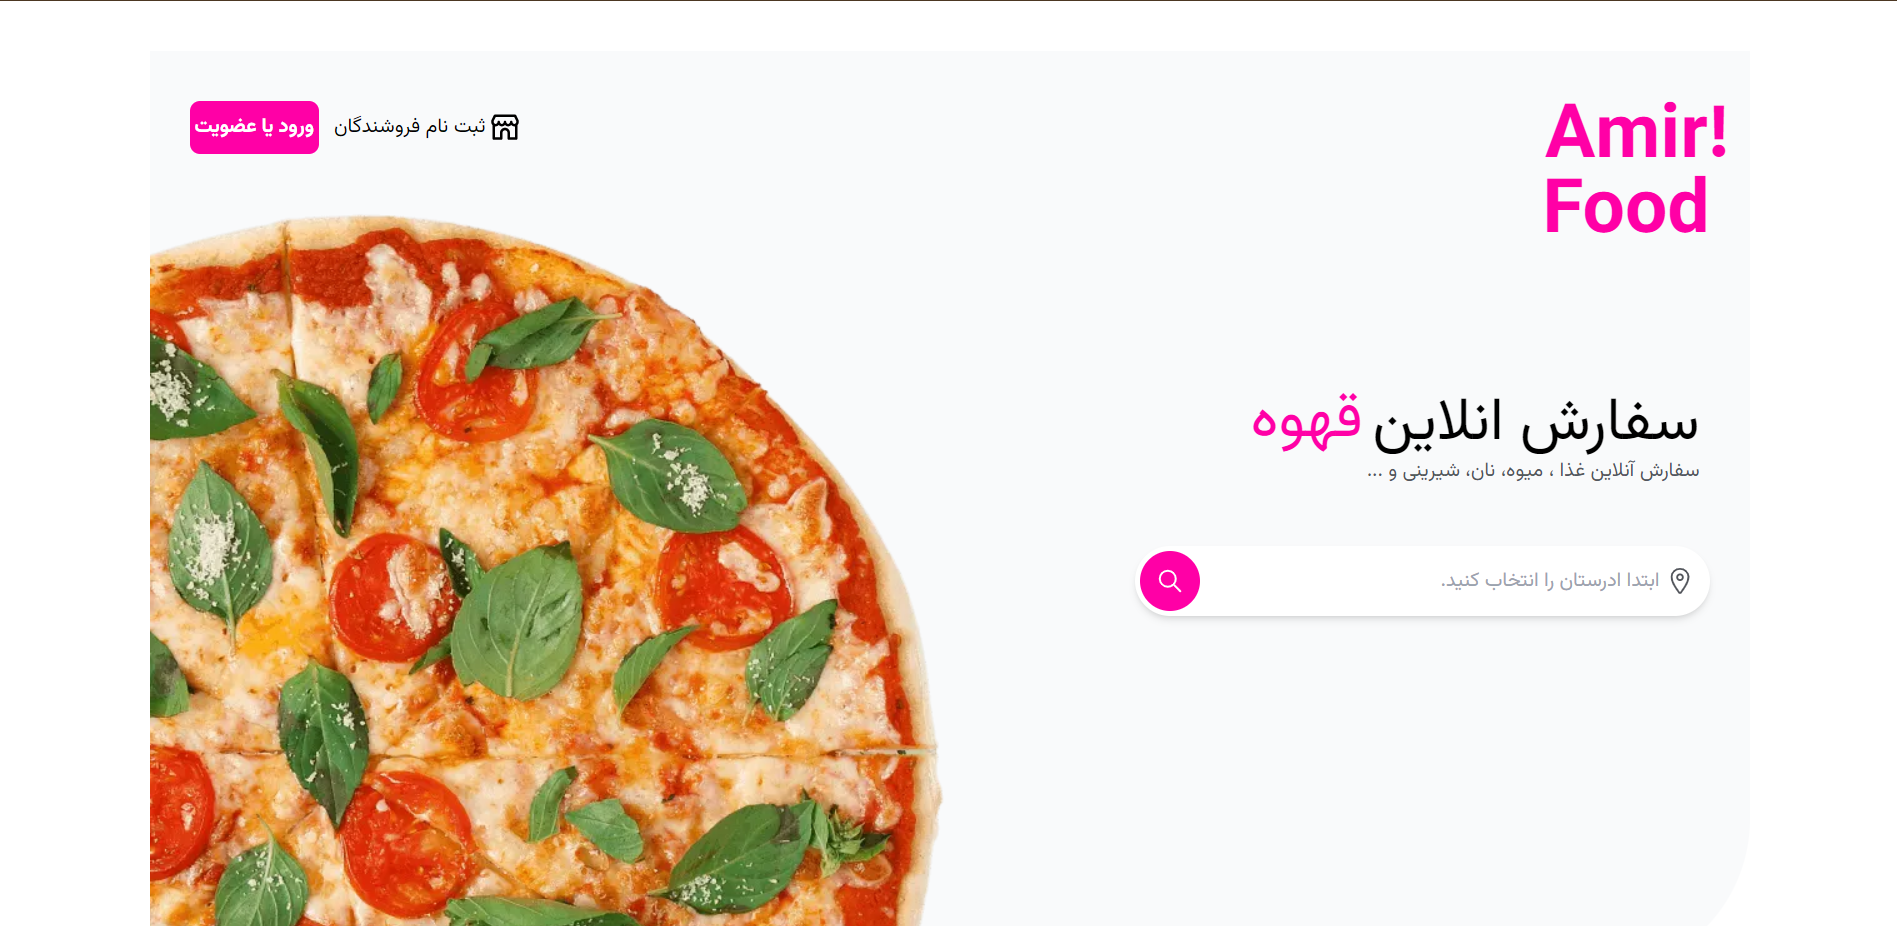 Amir!
Food
ثبت نام فروشندگان
ورود یا عضویت
سفارش انلاین قهوه
سفارش آنلاین غذا ، میوه، نان، شیرینی و ...
ابتدا ادرستان را انتخاب کنید.